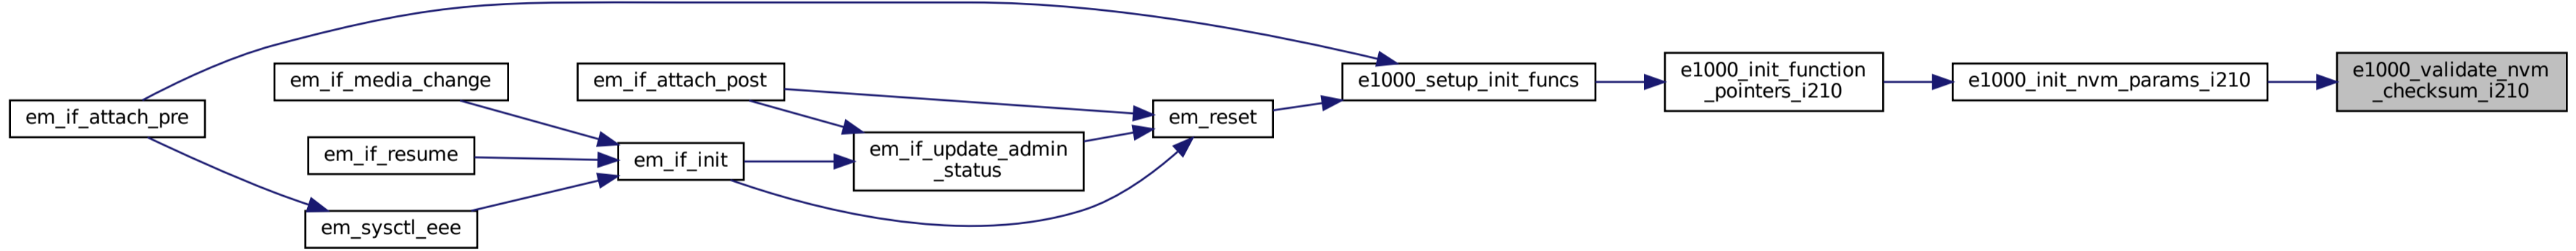 em_if_attach_pre
em_if_media_change
em_if_resume
em_sysctl_eee
em_if_attach_post
em_if_init
em_if_update_admin
_status
em_reset
e1000_setup_init_funcs
e1000_init_function
_pointers_i210
e1000_init_nvm_params_i210
e1000_validate_nvm
_checksum_i210